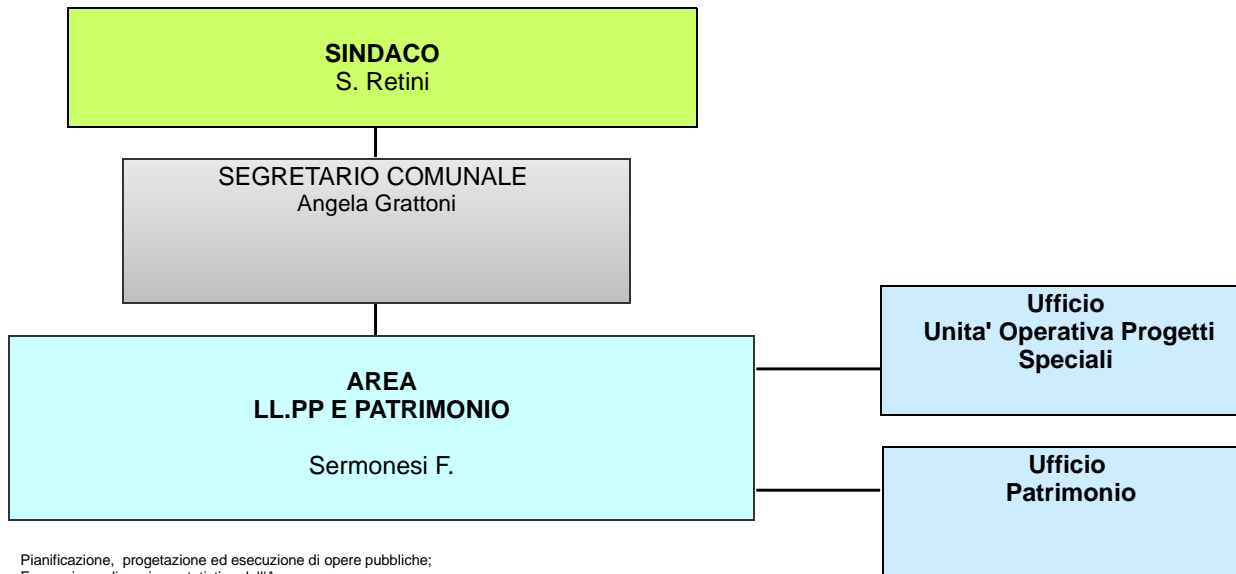 SINDACO
S. Retini
SEGRETARIO COMUNALE
Angela Grattoni
Ufficio
Unita' Operativa Progetti
Speciali
AREA
LL.PP E PATRIMONIO
Sermonesi F.
Ufficio
Patrimonio
Pianificazione, progetazione ed esecuzione di opere pubbliche;